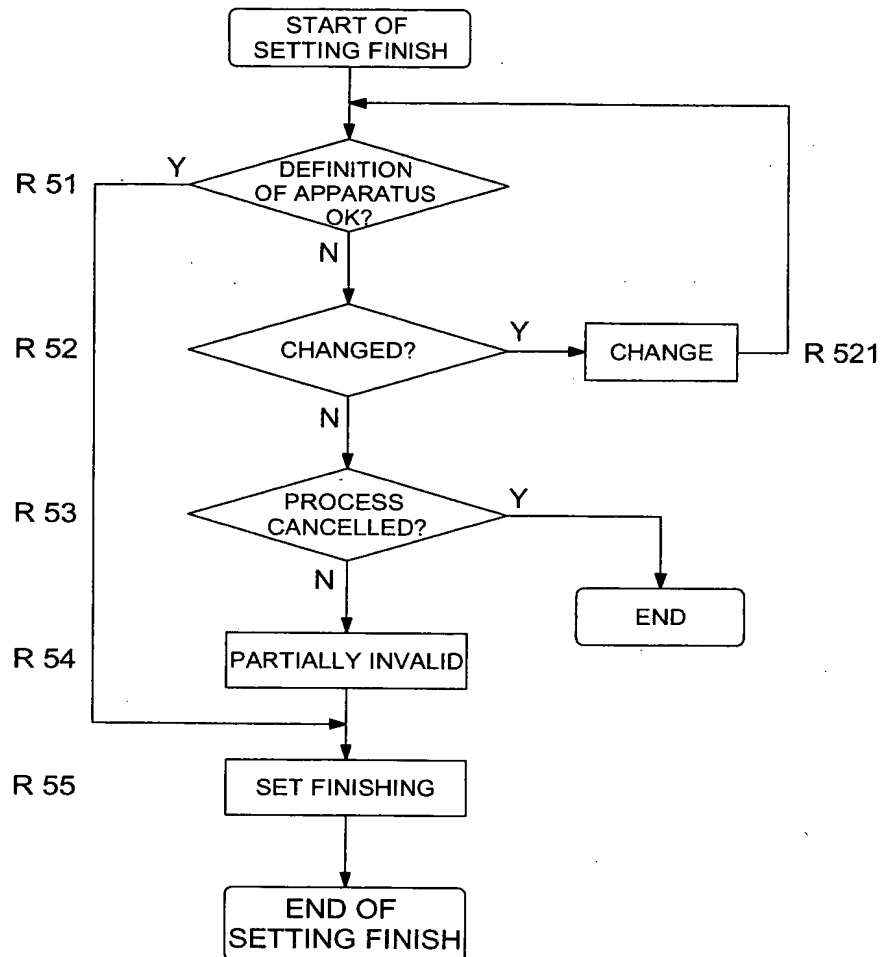 START OF
SETTING FINISH
R 51
Y
DEFINITION
OF APPARATUS
OK?
N
R 52
CHANGED?
Y
CHANGE
R 521
N
R 53
PROCESS
CANCELLED?
Y
N
END
R 54
PARTIALLY INVALID
R 55
SET FINISHING
END OF
SETTING FINISH